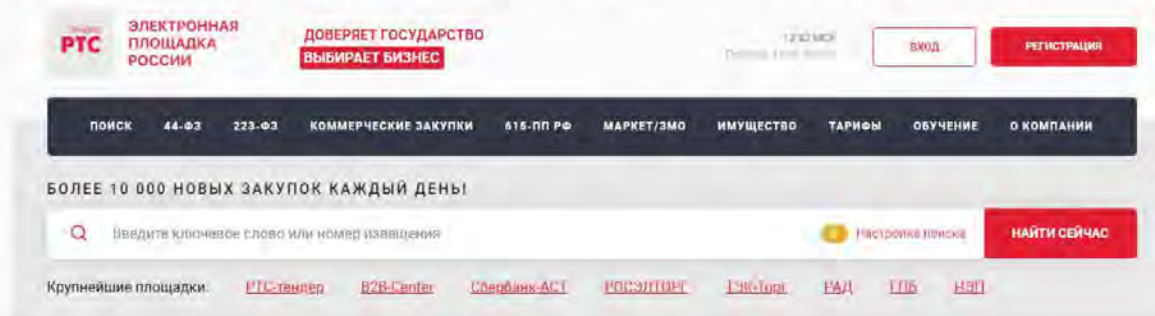 РТС
ЭЛЕКТРОННАЯ
ПЛОЩАДКА
РОССИИ
ДОВЕРЯЕТ ГОСУДАРСТВО
ВЫБИРАЕТ БИЗНЕС
ВХОД
РЕГИСТРАЦИЯ
ПОИСК 44-ФЗ 223-ФЗ КОММЕРЧЕСКИЕ ЗАКУПКИ 615-ПП РФ МАРКЕТ/ЗМО ИМУЩЕСТВО ТАРИФЫ ОБУЧЕНИЕ О КОМПАНИИ
БОЛЕЕ 10 000 НОВЫХ ЗАКУПОК КАЖДЫЙ ДЕНЬ!
Введите ключевое слово или номер извещения Настройка поиска НАЙТИ СЕЙЧАС
Крупнейшие площадки: РТС-тендер B2B-Center Сбербанк-АСТ РОСЭЛТОРГ ТЭК-Торг РАД ГПБ НЭП